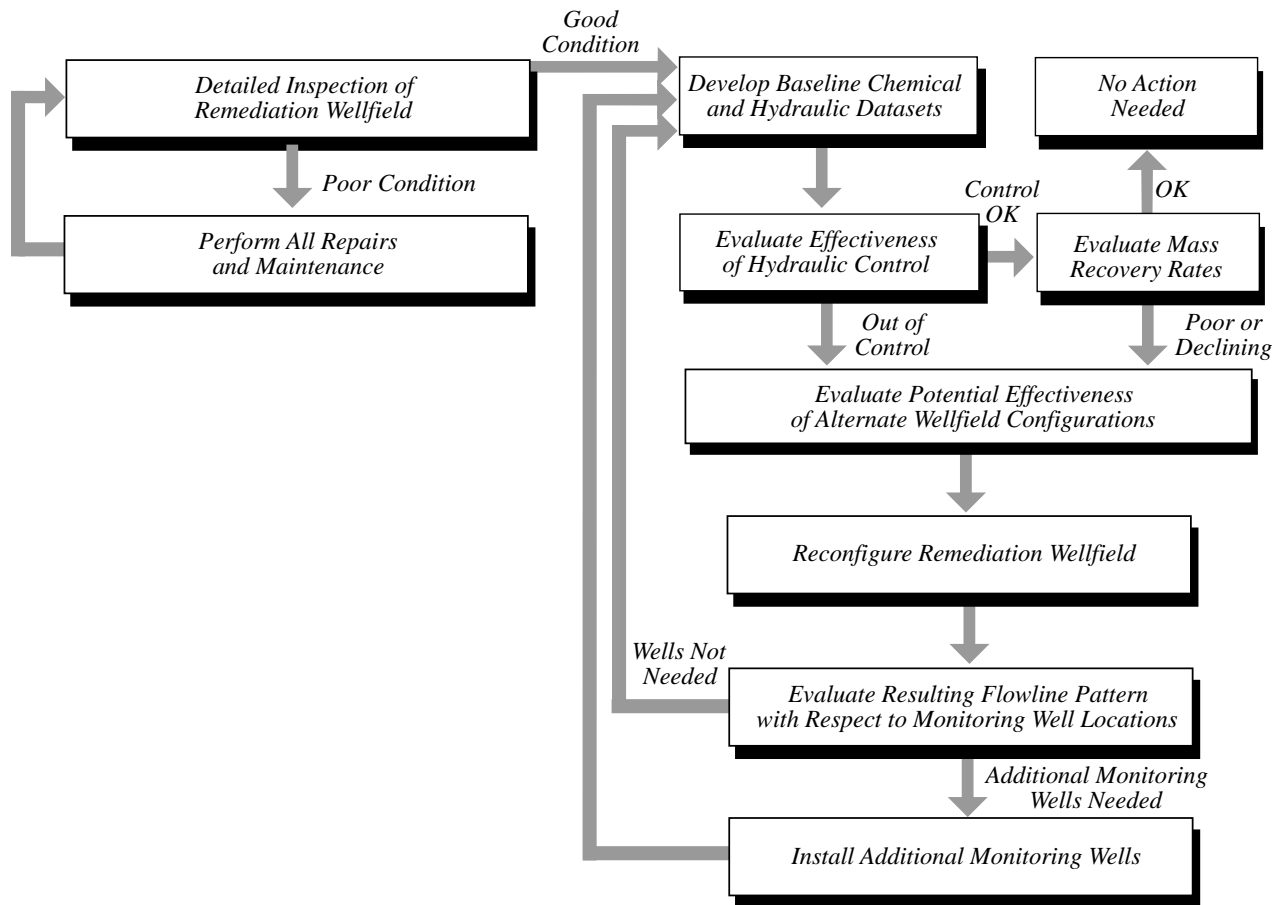 Good
Condition
Detailed Inspection of
Remediation Wellfield
Develop Baseline Chemical
and Hydraulic Datasets
No Action
Needed
Poor Condition
Control
OK
OK
Perform All Repairs
and Maintenance
Evaluate Effectiveness
of Hydraulic Control
Evaluate Mass
Recovery Rates
Out of
Control
Poor or
Declining
Evaluate Potential Effectiveness
of Alternate Wellfield Configurations
Reconfigure Remediation Wellfield
Wells Not
Needed
Evaluate Resulting Flowline Pattern
with Respect to Monitoring Well Locations
Additional Monitoring
Wells Needed
Install Additional Monitoring Wells